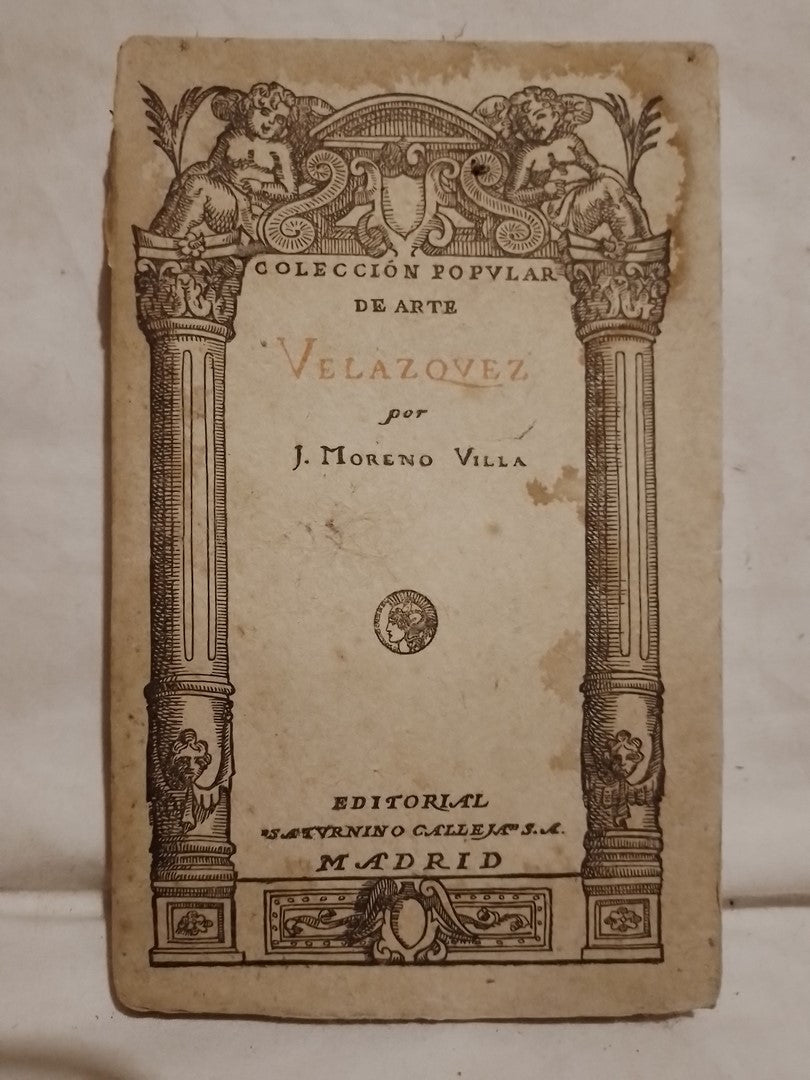 COLECCIÓN POPVLAR
DE ARTE
VELAZQVEZ
por
J. MORENO VILLA
EDITORIAL
"SATVRNINO CALLEJA" S.A.
MADRID